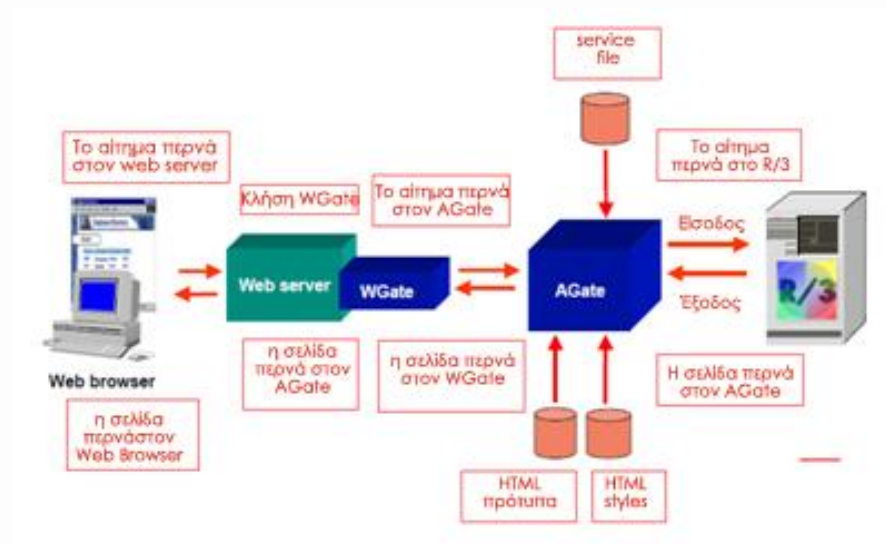 service
file
Το αίτημα περνά
στον web server
Το αίτημα
περνά στο R/3
Κλήση WGate
Το αίτημα περνά
στον AGate
Είσοδος
Web server
WGate
AGate
R/3
Έξοδος
Web browser
η σελίδα
περνά στον
AGate
η σελίδα περνά
στον WGate
Η σελίδα περνά
στον AGate
η σελίδα
περνάστον
Web Browser
HTML
πρότυπα
HTML
styles